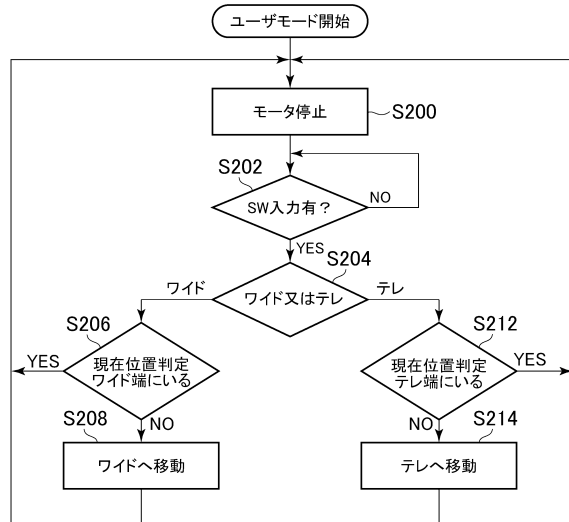 ユーザモード開始
モータ停止
S200
S202
SW入力有？
NO
YES
S204
ワイド又はテレ
ワイド
テレ
S206
現在位置判定
ワイド端にいる
YES
NO
S208
ワイドへ移動
S212
現在位置判定
テレ端にいる
YES
NO
S214
テレへ移動